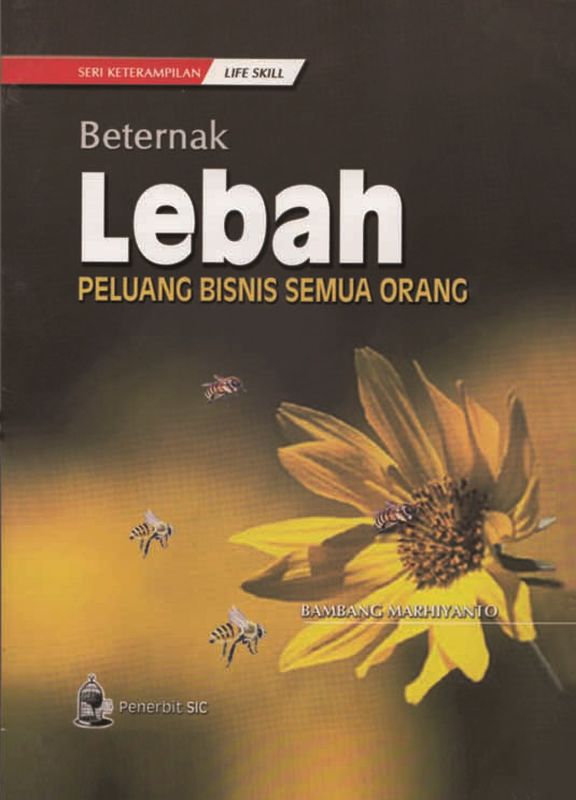 SERI KETERAMPILAN LIFE SKILL
Beternak
Lebah
PELUANG BISNIS SEMUA ORANG
BAMBANG MARHIYANTO
Penerbit SIC